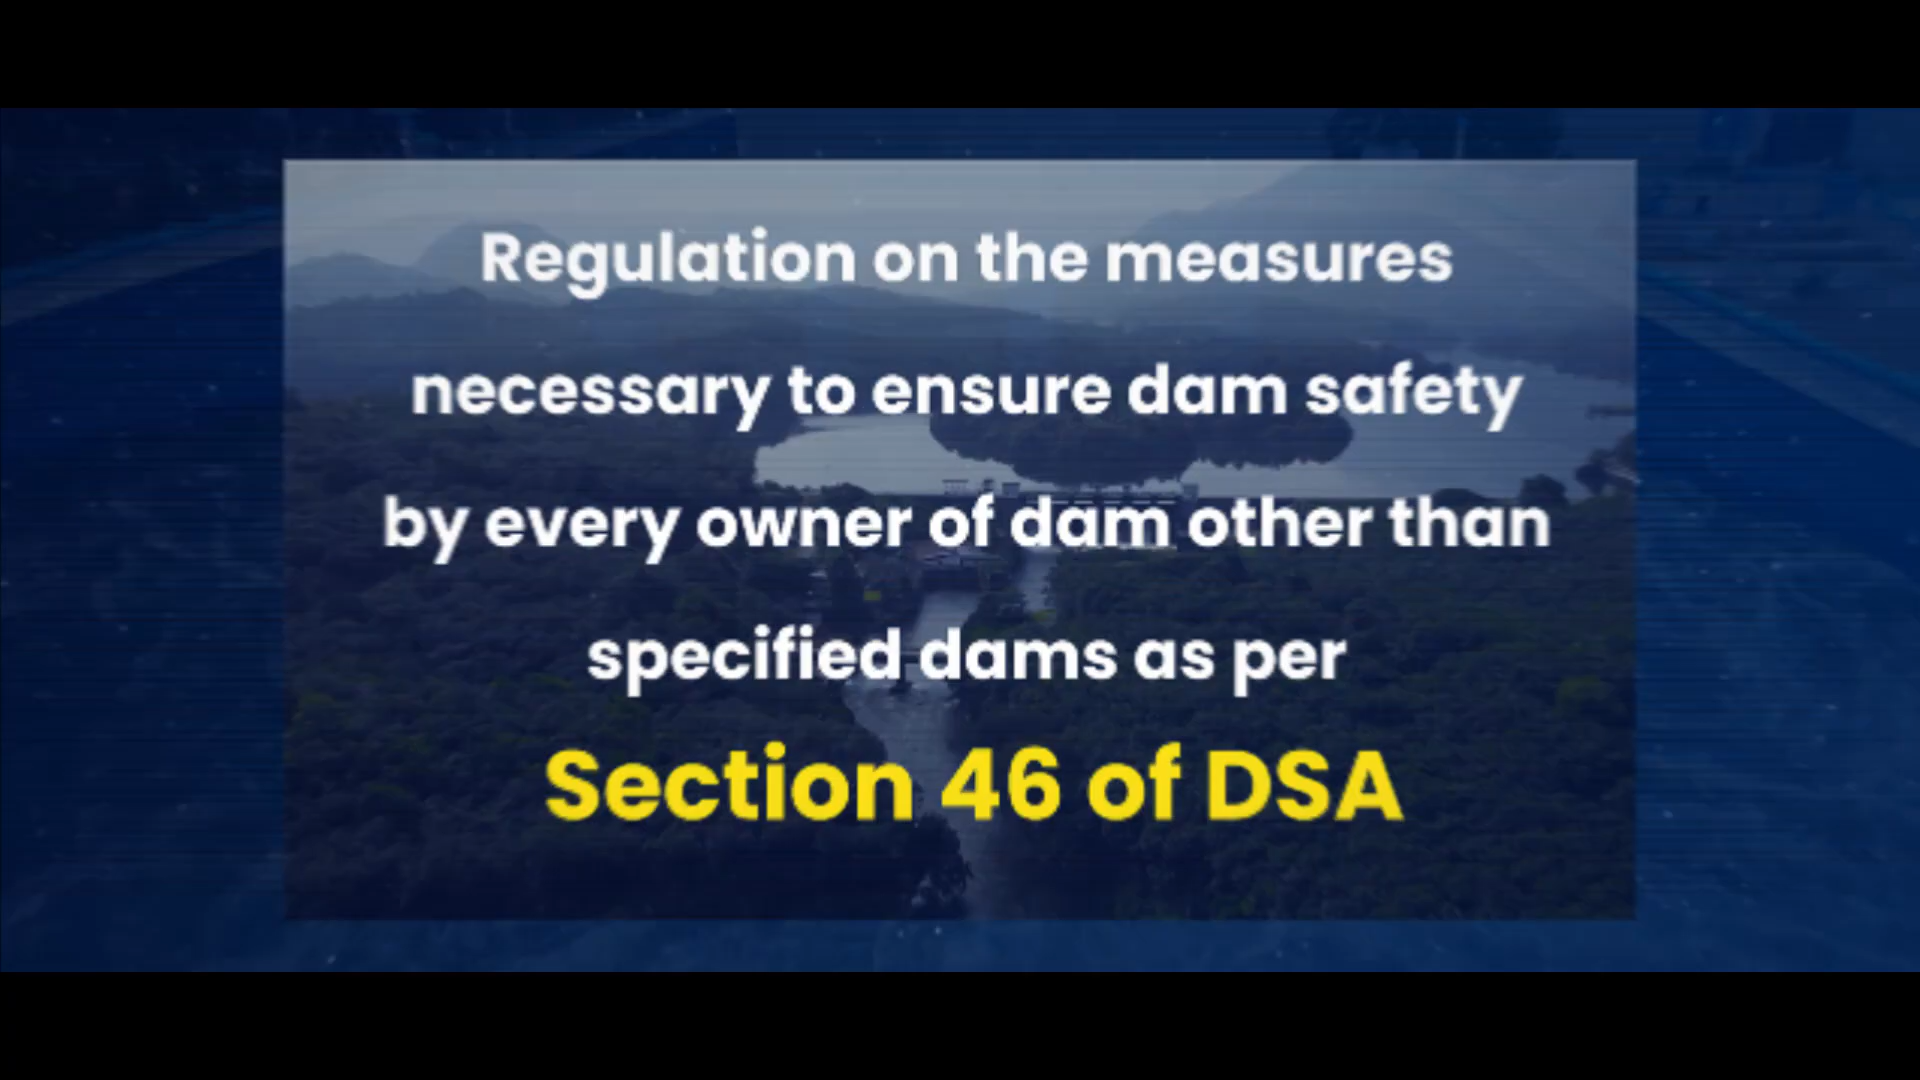 Regulation on the measures
necessary to ensure dam safety
by every owner of dam other than
specified dams as per
Section 46 of DSA